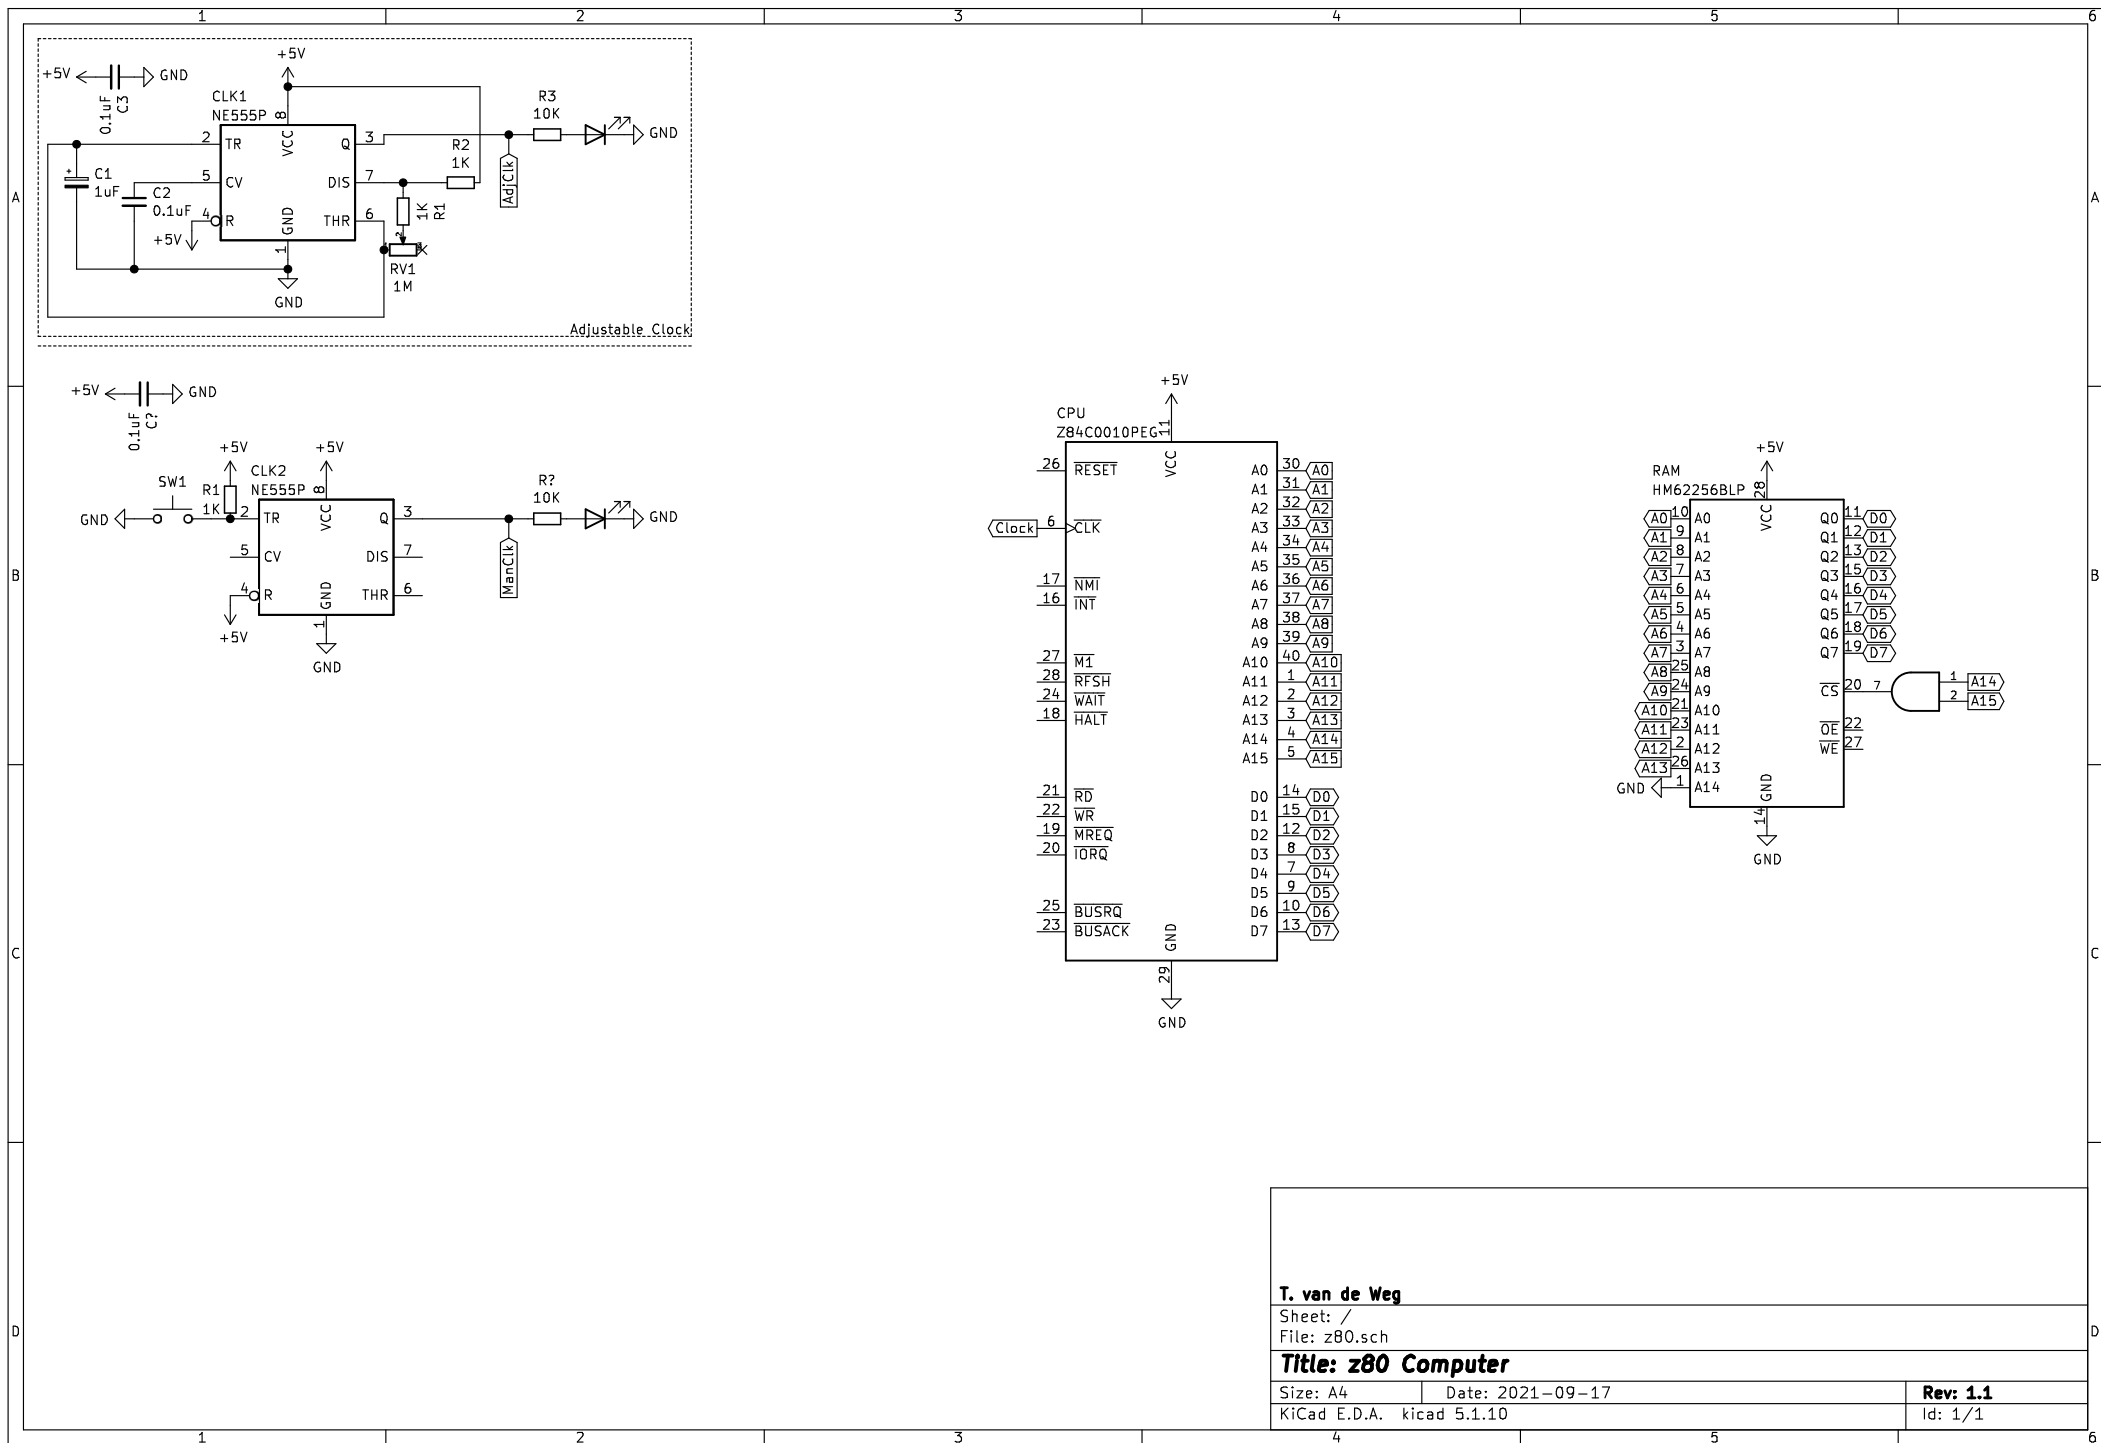 1 2 3 4 5 6
+5V
+5V GND
0.1uF
C3
CLK1
NE555P
8
VCC
2 TR
Q 3
R3
10K
GND
AdjClk
R2
1K
C1
1uF
+
5 CV
DIS 7
C2
0.1uF
4 R
+5V
GND
1
THR 6
1K
R1
2
RV1
1M
GND
Adjustable Clock
A A
+5V GND
0.1uF
C?
+5V
+5V
CLK2
NE555P
SW1
R1
1K
GND
2 TR
VCC
8
Q 3
R?
10K
GND
ManClk
5 CV
DIS 7
4 R
+5V
GND
1
THR 6
GND
B B
+5V
CPU
Z84C0010PEG
11
VCC
26 RESET
Clock 6 CLK
17 NMI
16 INT
27 M1
28 RFSH
24 WAIT
18 HALT
21 RD
22 WR
19 MREQ
20 IORQ
25 BUSRQ
23 BUSACK
A0 30 A0
A1 31 A1
A2 32 A2
A3 33 A3
A4 34 A4
A5 35 A5
A6 36 A6
A7 37 A7
A8 38 A8
A9 39 A9
A10 40 A10
A11 1 A11
A12 2 A12
A13 3 A13
A14 4 A14
A15 5 A15
D0 14 D0
D1 15 D1
D2 12 D2
D3 8 D3
D4 7 D4
D5 9 D5
D6 10 D6
D7 13 D7
GND
29
GND
+5V
RAM
HM62256BLP
28
VCC
A0 10 A0
A1 9 A1
A2 8 A2
A3 7 A3
A4 6 A4
A5 5 A5
A6 4 A6
A7 3 A7
A8 25 A8
A9 24 A9
A10 21 A10
A11 23 A11
A12 2 A12
A13 26 A13
GND 1 A14
Q0 11 D0
Q1 12 D1
Q2 13 D2
Q3 15 D3
Q4 16 D4
Q5 17 D5
Q6 18 D6
Q7 19 D7
CS 20 7
1 A14
2 A15
OE 22
WE 27
GND
14
GND
C C
T. van de Weg
Sheet: /
File: z80.sch
Title: z80 Computer
Size: A4 Date: 2021-09-17 Rev: 1.1
KiCad E.D.A. kicad 5.1.10 Id: 1/1
D D
1 2 3 4 5 6